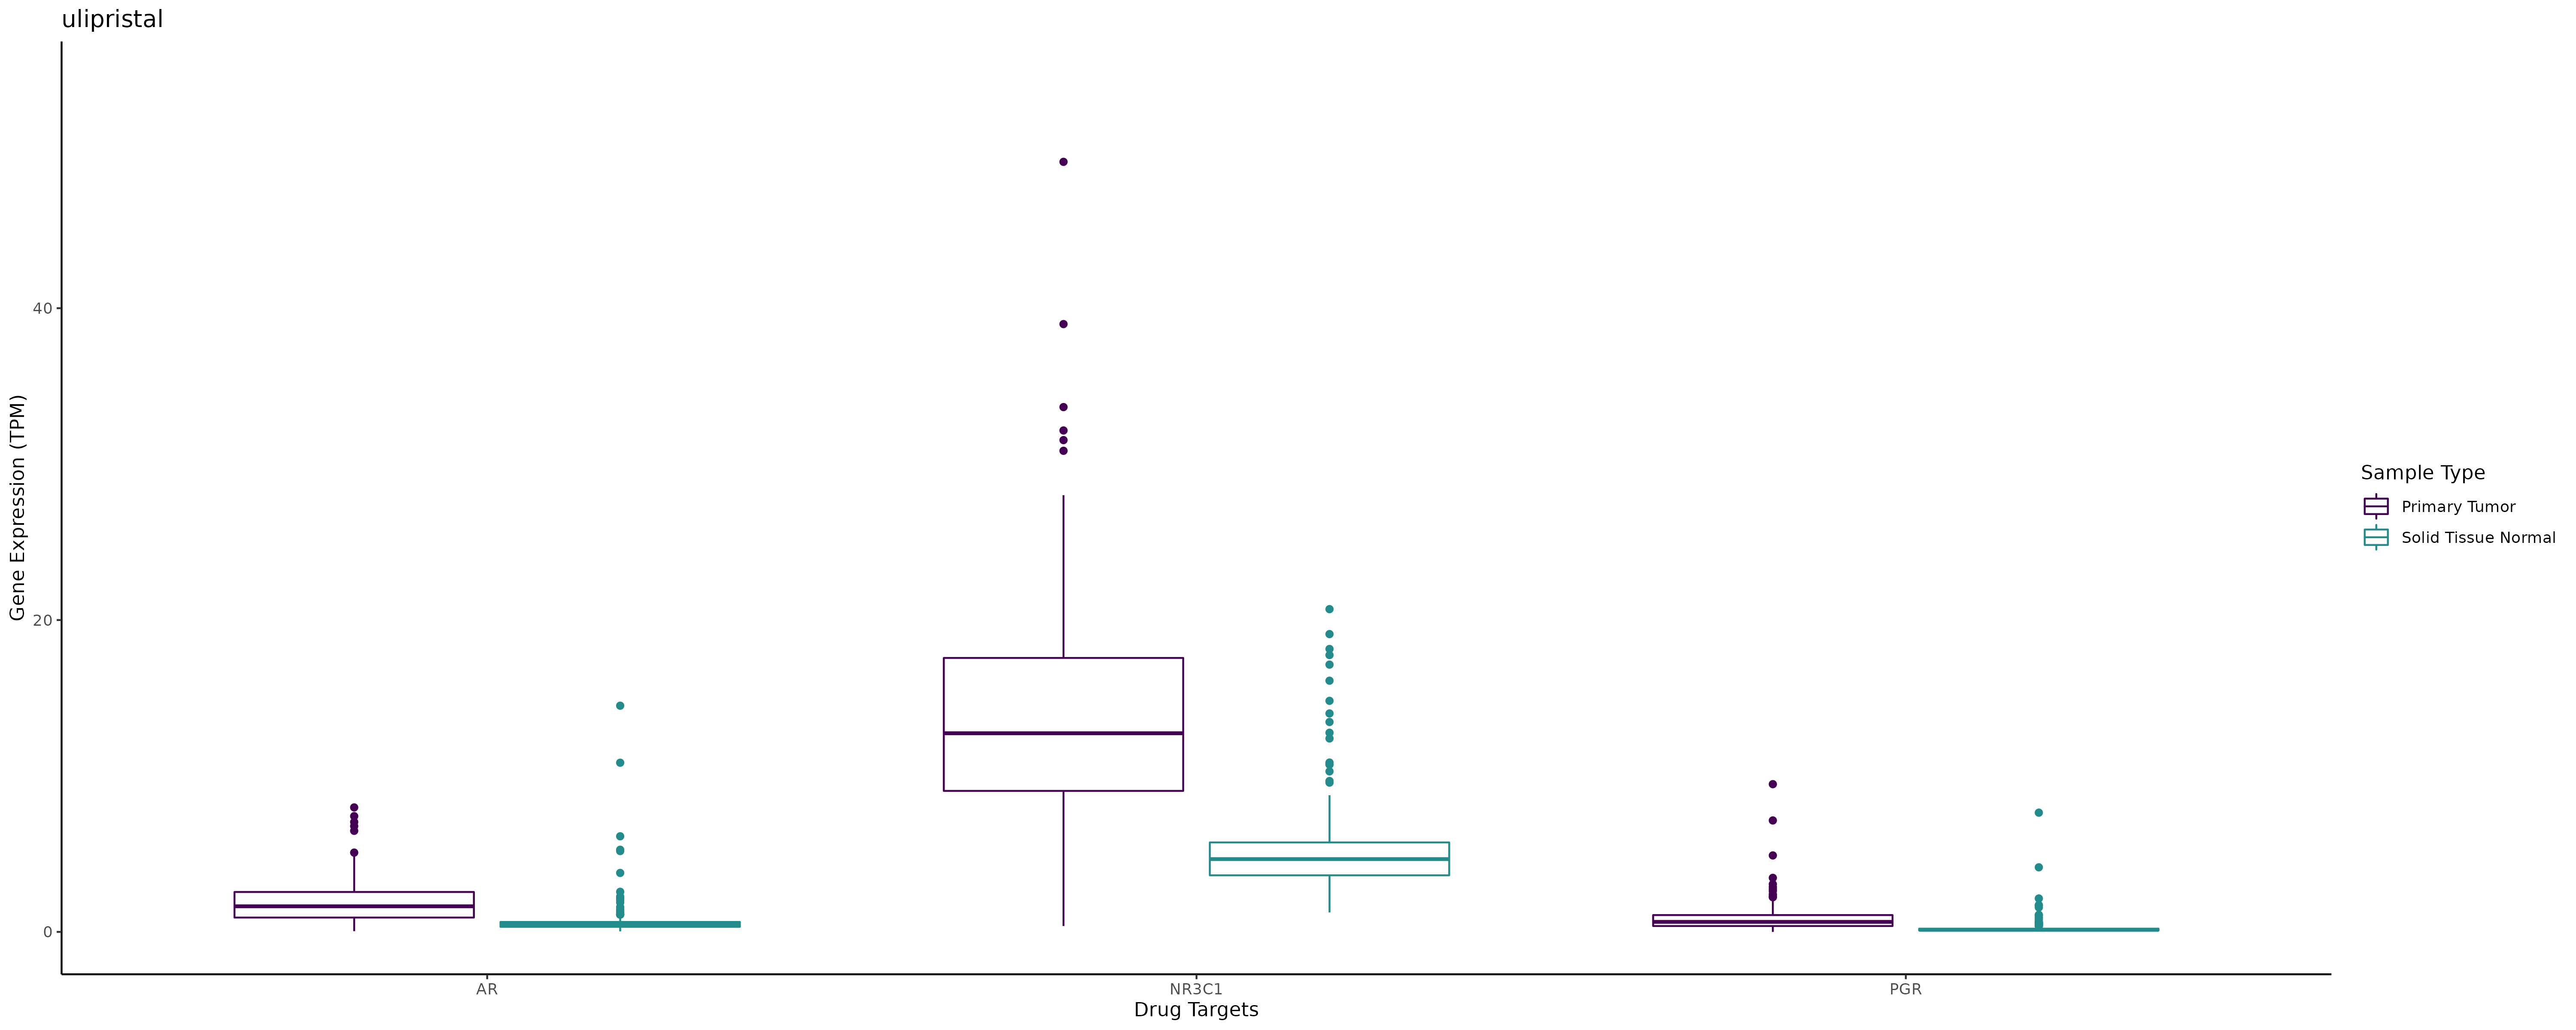 ulipristal
Gene Expression (TPM)
40
20
0
AR
NR3C1
PGR
Drug Targets
Sample Type
Primary Tumor
Solid Tissue Normal